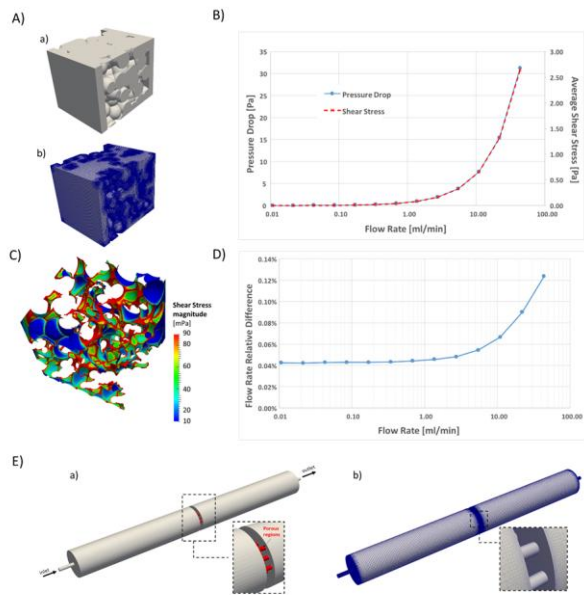 A)
a)
b)
B)
Pressure Drop [Pa]
35
30
25
20
15
10
5
0
Pressure Drop
Shear Stress
3.00
2.50
2.00
1.50
1.00
0.50
0.00
Average Shear Stress [Pa]
0.01 0.10 1.00 10.00 100.00
Flow Rate [ml/min]
C)
Shear Stress
magnitude
[mPa]
90
80
70
60
50
40
30
20
10
D)
Flow Rate Relative Difference
0.14%
0.12%
0.10%
0.08%
0.06%
0.04%
0.02%
0.00%
0.01 0.10 1.00 10.00 100.00
Flow Rate [ml/min]
E)
a)
Outlet
Inlet
Porous
regions
b)